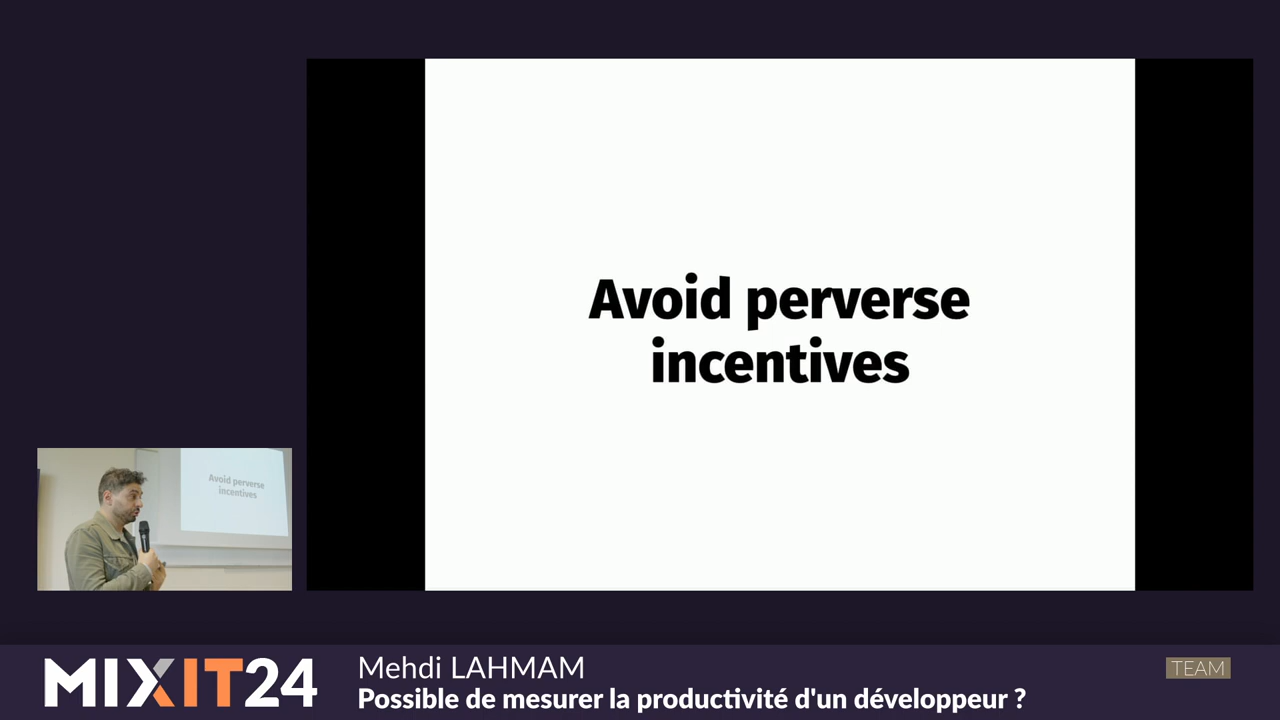 Avoid perverse
incentives
Avoid perverse
incentives
MIXIT24
Mehdi LAHMAM
Possible de mesurer la productivité d'un développeur ?
TEAM